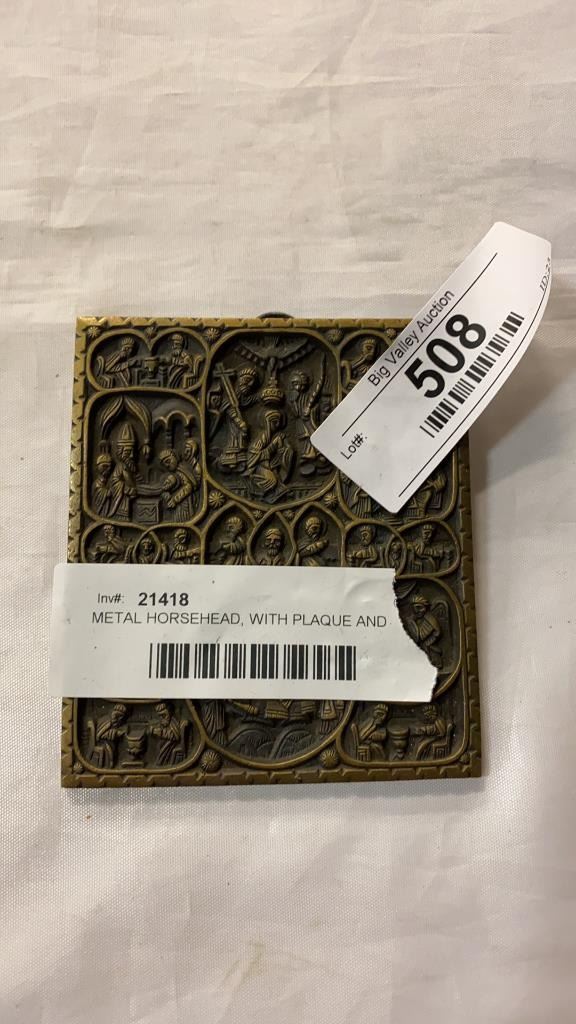 Big Valley Auction
Lot#: 508
Inv#: 21418
METAL HORSEHEAD, WITH PLAQUE AND